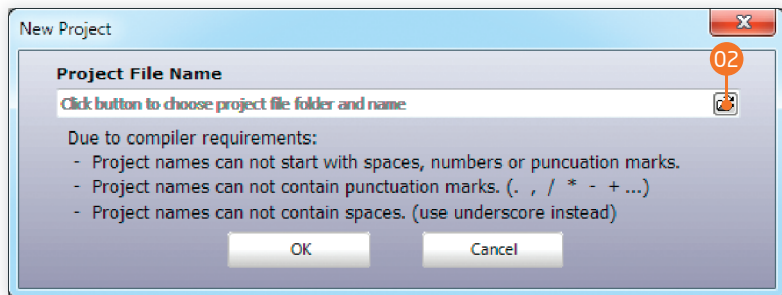 New Project
02
Project File Name
Click button to choose project file folder and name
Due to compiler requirements:
- Project names can not start with spaces, numbers or puncuation marks.
- Project names can not contain punctuation marks. (. , / * - + ...)
- Project names can not contain spaces. (use underscore instead)
OK Cancel